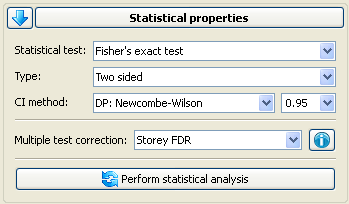 Statistical properties
Statistical test: Fisher's exact test
Type: Two sided
CI method: DP: Newcombe-Wilson 0.95
Multiple test correction: Storey FDR
Perform statistical analysis